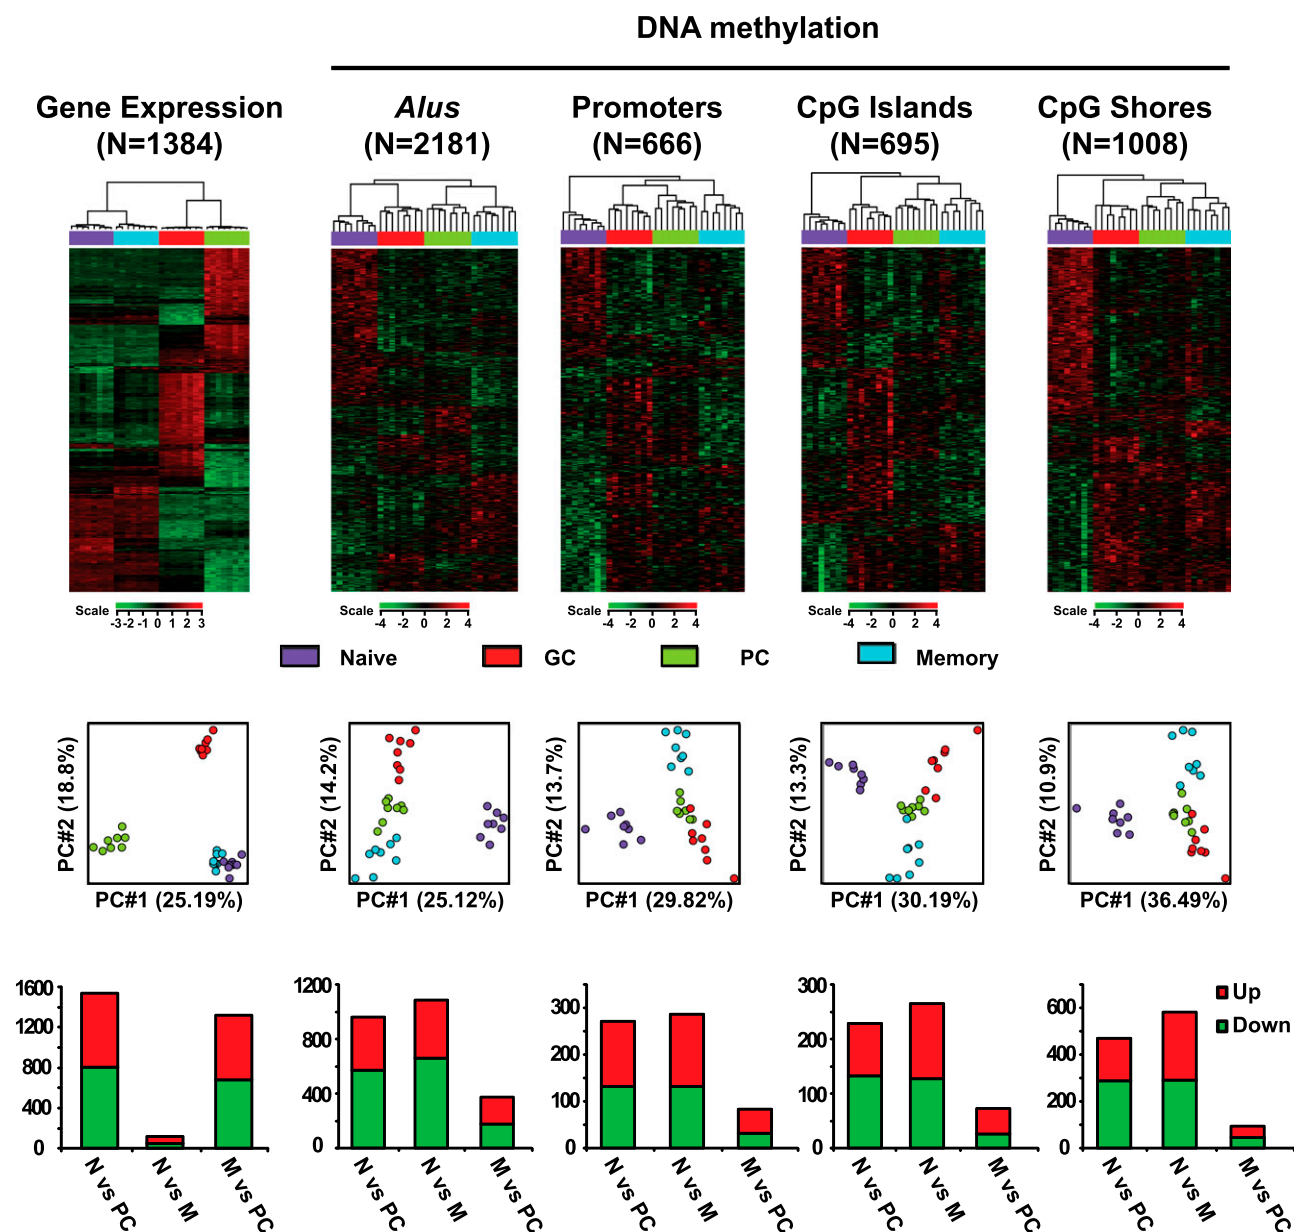 DNA methylation
Gene Expression
(N=1384)
Alus
(N=2181)
Promoters
(N=666)
CpG Islands
(N=695)
CpG Shores
(N=1008)
Scale
-3 -2 -1 0 1 2 3
Scale
-4 -2 0 2 4
Scale
-4 -2 0 2 4
Scale
-4 -2 0 2 4
Scale
-4 -2 0 2 4
Naive
GC
PC
Memory
PC#2 (18.8%)
PC#1 (25.19%)
PC#2 (14.2%)
PC#1 (25.12%)
PC#2 (13.7%)
PC#1 (29.82%)
PC#2 (13.3%)
PC#1 (30.19%)
PC#2 (10.9%)
PC#1 (36.49%)
1600
1200
800
400
0
N vs PC
N vs M
M vs PC
1200
800
400
0
N vs PC
N vs M
M vs PC
300
200
100
0
N vs PC
N vs M
M vs PC
300
200
100
0
N vs PC
N vs M
M vs PC
600
400
200
0
N vs PC
N vs M
M vs PC
Up
Down